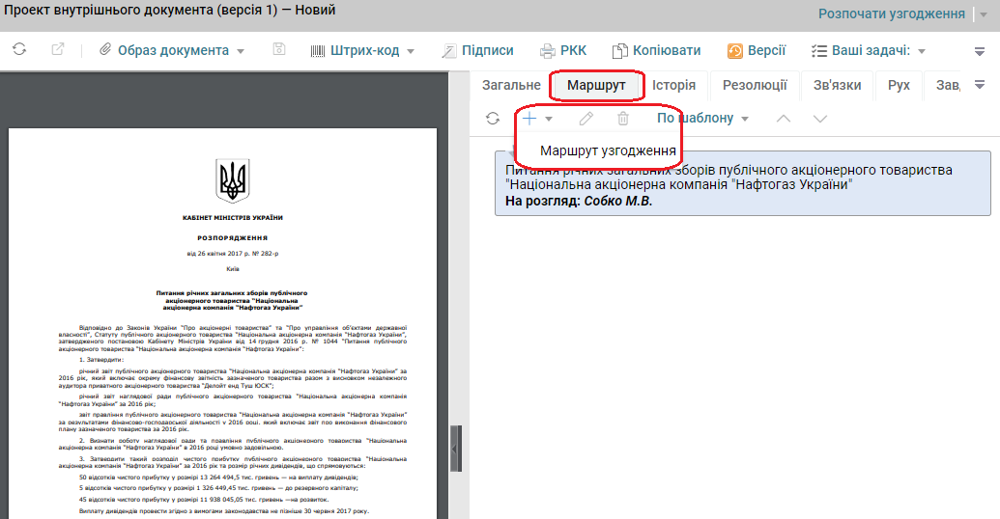 Проект внутрішнього документа (версія 1) — Новий
Розпочати узгодження
Образ документа
Штрих-код
Підписи
РКК
Копіювати
Версії
Ваші задачі:
Загальне
Маршрут
Історія
Резолюції
Зв'язки
Рух
Зав
По шаблону
Маршрут узгодження
Питання річних загальних зборів публічного акціонерного товариства
"Національна акціонерна компанія "Нафтогаз України"
На розгляд: Собко М.В.
КАБІНЕТ МІНІСТРІВ УКРАЇНИ
РОЗПОРЯДЖЕННЯ
від 26 квітня 2017 р. № 282-р
Київ
Питання річних загальних зборів публічного
акціонерного товариства "Національна
акціонерна компанія "Нафтогаз України"
Відповідно до Законів України "Про акціонерні товариства" та "Про управління об'єктами державної
власності", Статуту публічного акціонерного товариства "Національна акціонерна компанія "Нафтогаз України",
затвердженого постановою Кабінету Міністрів України від 14 грудня 2016 р. № 1044 "Питання публічного
акціонерного товариства "Національна акціонерна компанія "Нафтогаз України":
1. Затвердити:
річний звіт публічного акціонерного товариства "Національна акціонерна компанія "Нафтогаз України" за
2016 рік, який включає окрему фінансову звітність зазначеного товариства разом з висновком незалежного
аудитора приватного акціонерного товариства "Делойт енд Туш ЮСК";
річний звіт наглядової ради публічного акціонерного товариства "Національна акціонерна компанія
"Нафтогаз України" за 2016 рік;
звіт правління публічного акціонерного товариства "Національна акціонерна компанія "Нафтогаз України"
за результатами фінансово-господарської діяльності у 2016 році, який включає звіт про виконання фінансового
плану зазначеного товариства за 2016 рік.
2. Визнати роботу наглядової ради та правління публічного акціонерного товариства "Національна
акціонерна компанія "Нафтогаз України" в 2016 році умовно задовільною.
3. Затвердити такий розподіл чистого прибутку публічного акціонерного товариства "Національна
акціонерна компанія "Нафтогаз України" за 2016 рік та розмір річних дивідендів, що спрямовуються:
50 відсотків чистого прибутку у розмірі 13 264 494,5 тис. гривень — на виплату дивідендів;
5 відсотків чистого прибутку у розмірі 1 326 449,45 тис. гривень — до резервного капіталу;
45 відсотків чистого прибутку у розмірі 11 938 045,05 тис. гривень —на розвиток.
Виплату дивідендів провести згідно з вимогами законодавства не пізніше 30 червня 2017 року.